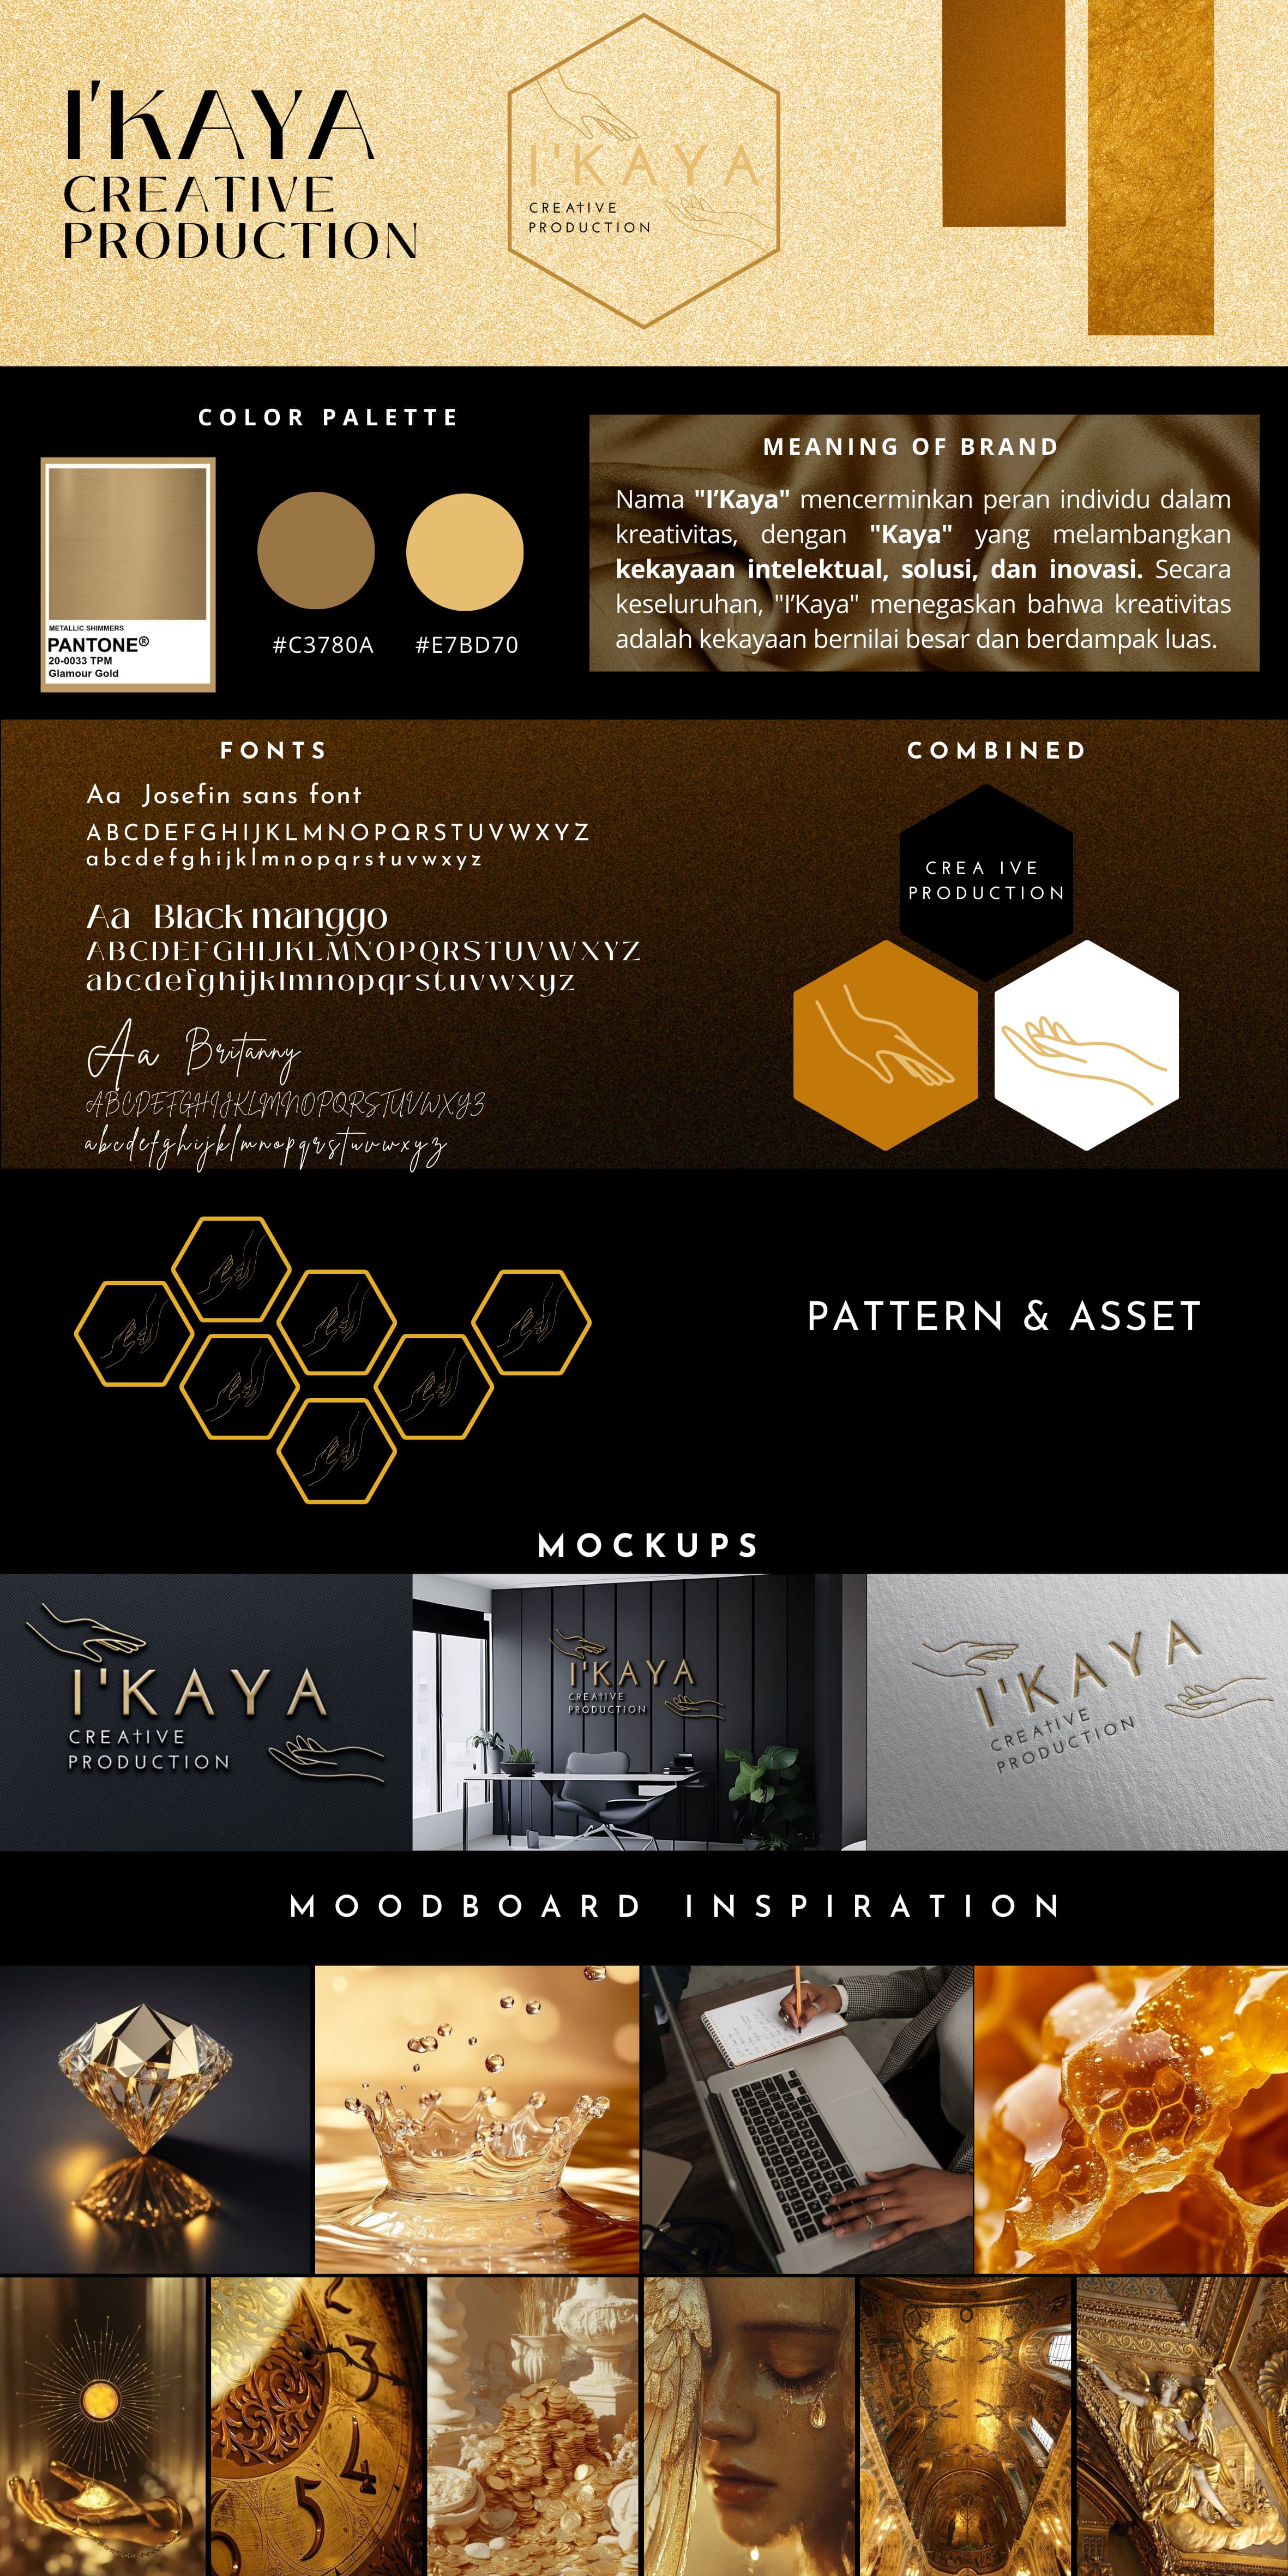 I'KAYA
CREATIVE
PRODUCTION
I'KAYA
CREATIVE
PRODUCTION
COLOR PALETTE
METALLIC SHIMMERS
PANTONE®
20-0033 TPM
Glamour Gold
#C3780A
#E7BD70
MEANING OF BRAND
Nama "I'Kaya" mencerminkan peran individu dalam
kreativitas, dengan "Kaya" yang melambangkan
kekayaan intelektual, solusi, dan inovasi. Secara
keseluruhan, "I'Kaya" menegaskan bahwa kreativitas
adalah kekayaan bernilai besar dan berdampak luas.
FONTS
Aa Josefin sans font
ABCDEFGHIJKLMNOPQRSTUVWXYZ
abcdefghijklmnopqrstuvwxyz
Aa Black manggo
ABCDEFGHIJKLMNOPQRSTUVWXYZ
abcdefghijklmnopqrstuvwxyz
Aa Britanny
ABCDEFGHIJKLMNOPQRSTUVWXYZ
abcdefghijklmnopqrstuvwxyz
COMBINED
CREA IVE
PRODUCTION
PATTERN & ASSET
MOCKUPS
I'KAYA
CREATIVE
PRODUCTION
I'KAYA
CREATIVE
PRODUCTION
I'KAYA
CREATIVE
PRODUCTION
MOODBOARD INSPIRATION
2
3
4
5